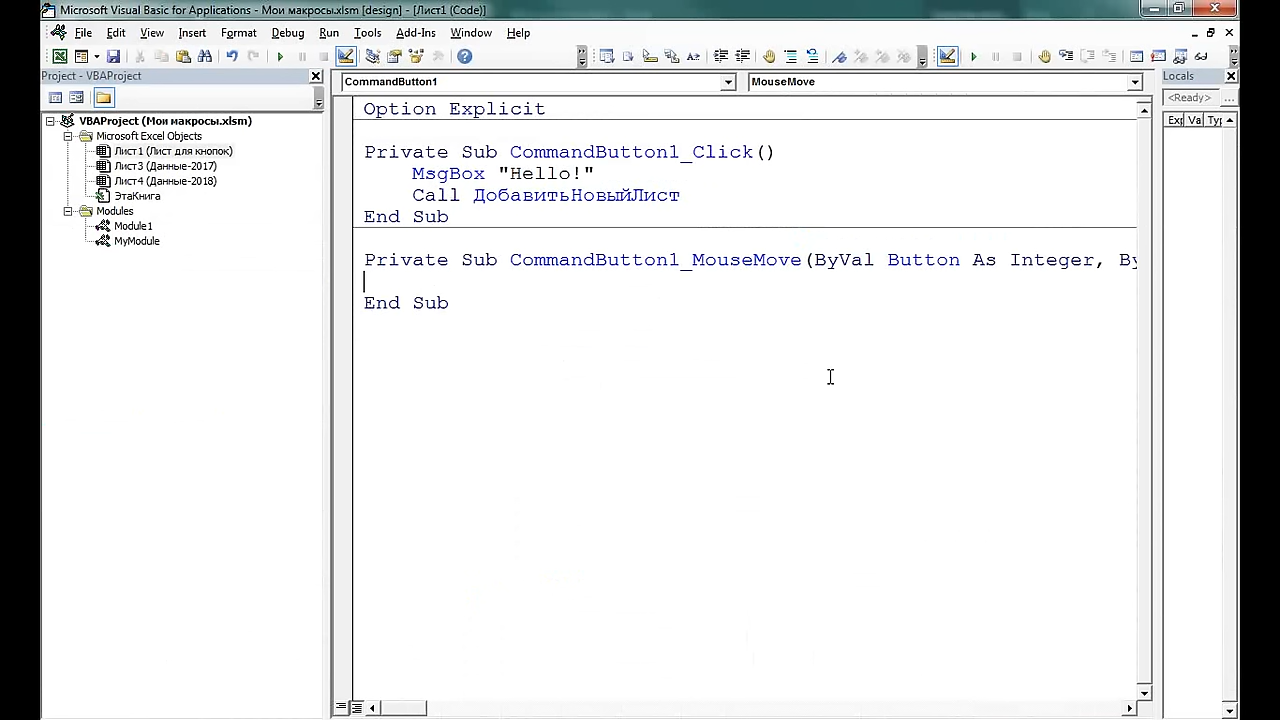 Microsoft Visual Basic for Applications - Мои макросы.xlsm [design] - [Лист1 (Code)]
File Edit View Insert Format Debug Run Tools Add-Ins Window Help
Project - VBAProject
CommandButton1
MouseMove
Locals
<Ready>
...
Exp Va Typ
VBAProject (Мои макросы.xlsm)
Microsoft Excel Objects
Лист1 (Лист для кнопок)
Лист3 (Данные-2017)
Лист4 (Данные-2018)
ЭтаКнига
Modules
Module1
MyModule
Option Explicit
Private Sub CommandButton1_Click()
MsgBox "Hello!"
Call ДобавитьНовыйЛист
End Sub
Private Sub CommandButton1_MouseMove(ByVal Button As Integer, By
End Sub